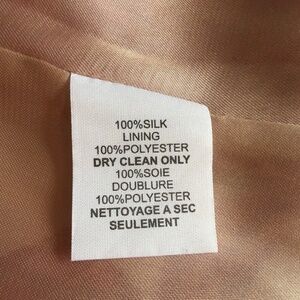 100%SILK
LINING
100%POLYESTER
DRY CLEAN ONLY
100%SOIE
DOUBLURE
100%POLYESTER
NETTOYAGE A SEC
SEULEMENT